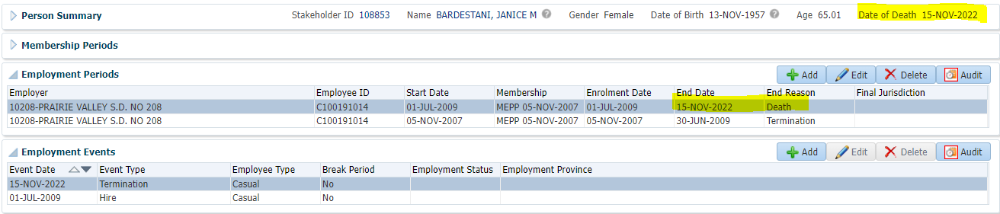 Person Summary Stakeholder ID 108853 Name BARDESTANI, JANICE M Gender Female Date of Birth 13-NOV-1957 Age 65.01 Date of Death 15-NOV-2022
Membership Periods
Employment Periods Add Edit Delete Audit
Employer Employee ID Start Date Membership Enrolment Date End Date End Reason Final Jurisdiction
10208-PRAIRIE VALLEY S.D. NO 208 C100191014 01-JUL-2009 MEPP 05-NOV-2007 01-JUL-2009 15-NOV-2022 Death
10208-PRAIRIE VALLEY S.D. NO 208 C100191014 05-NOV-2007 MEPP 05-NOV-2007 05-NOV-2007 30-JUN-2009 Termination
Employment Events Add Edit Delete Audit
Event Date Event Type Employee Type Break Period Employment Status Employment Province
15-NOV-2022 Termination Casual No
01-JUL-2009 Hire Casual No